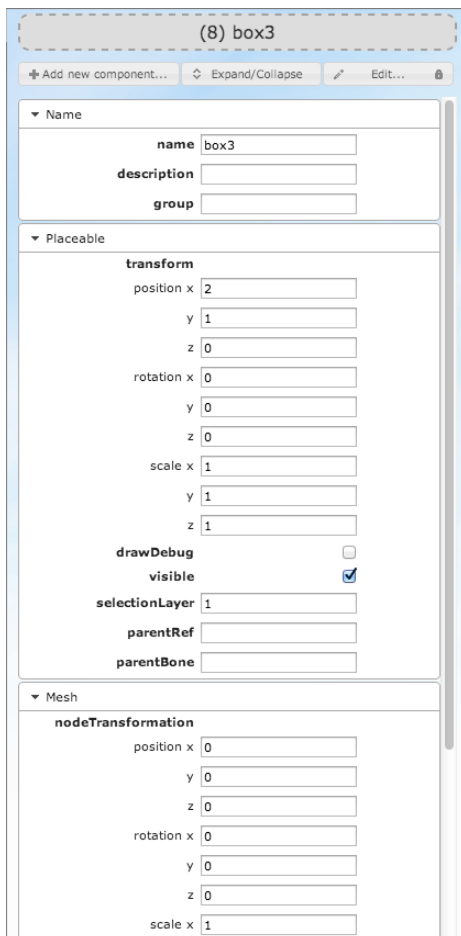 (8) box3
Add new component... Expand/Collapse Edit...
Name
name box3
description
group
Placeable
transform
position x 2
y 1
z 0
rotation x 0
y 0
z 0
scale x 1
y 1
z 1
drawDebug
visible
selectionLayer 1
parentRef
parentBone
Mesh
nodeTransformation
position x 0
y 0
z 0
rotation x 0
y 0
z 0
scale x 1